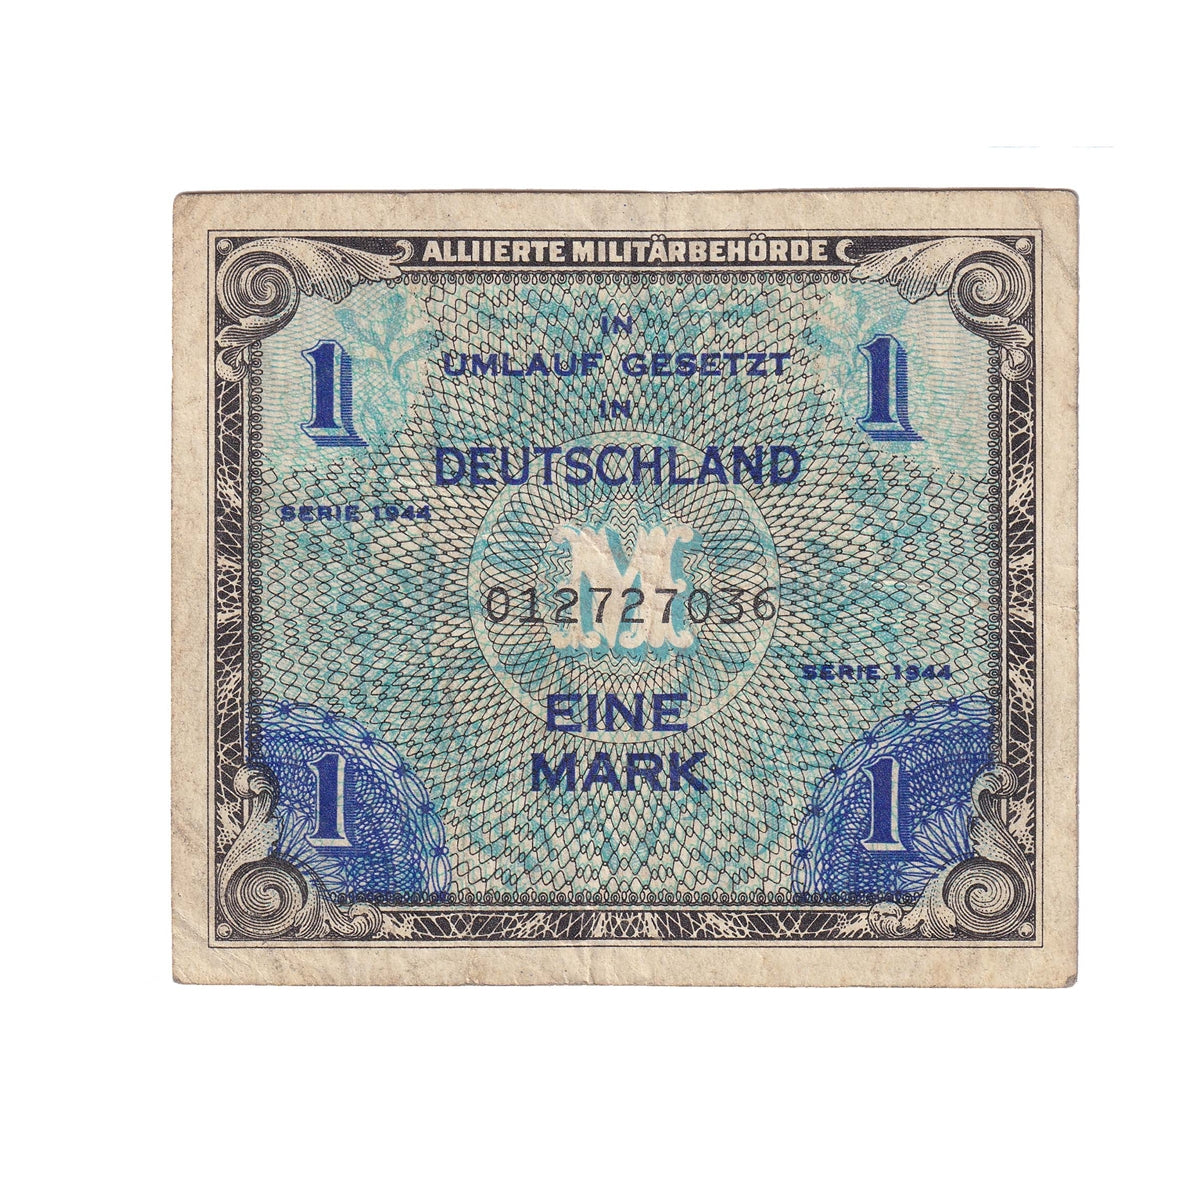 ALLIIERTE MILITÄRBEHÖRDE
IN
1 UMLAUF GESETZT 1
IN
DEUTSCHLAND
SERIE 1944
M
012727036
SERIE 1944
EINE
1 MARK 1